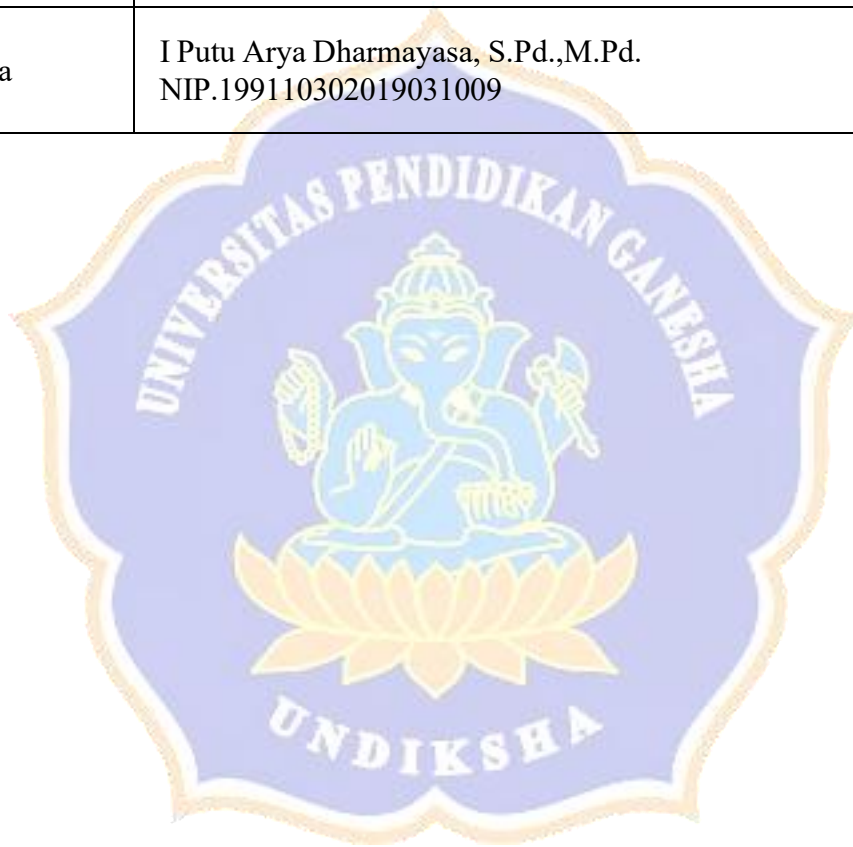 a
I Putu Arya Dharmayasa, S.Pd.,M.Pd.
NIP.199110302019031009
UNIVERSITAS PENDIDIKAN GANESHA
UNDIKSHA